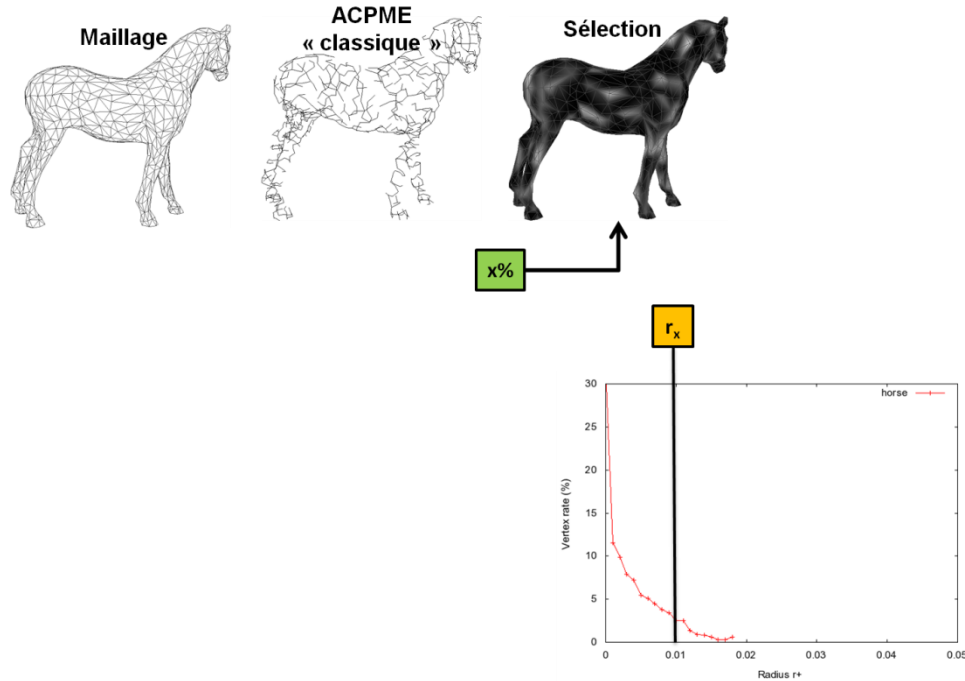 Maillage
ACPME
« classique »
Sélection
x%
rx
30
25
20
15
10
5
0
Vertex rate (%)
horse
0
0.01
0.02
0.03
0.04
0.05
Radius r+